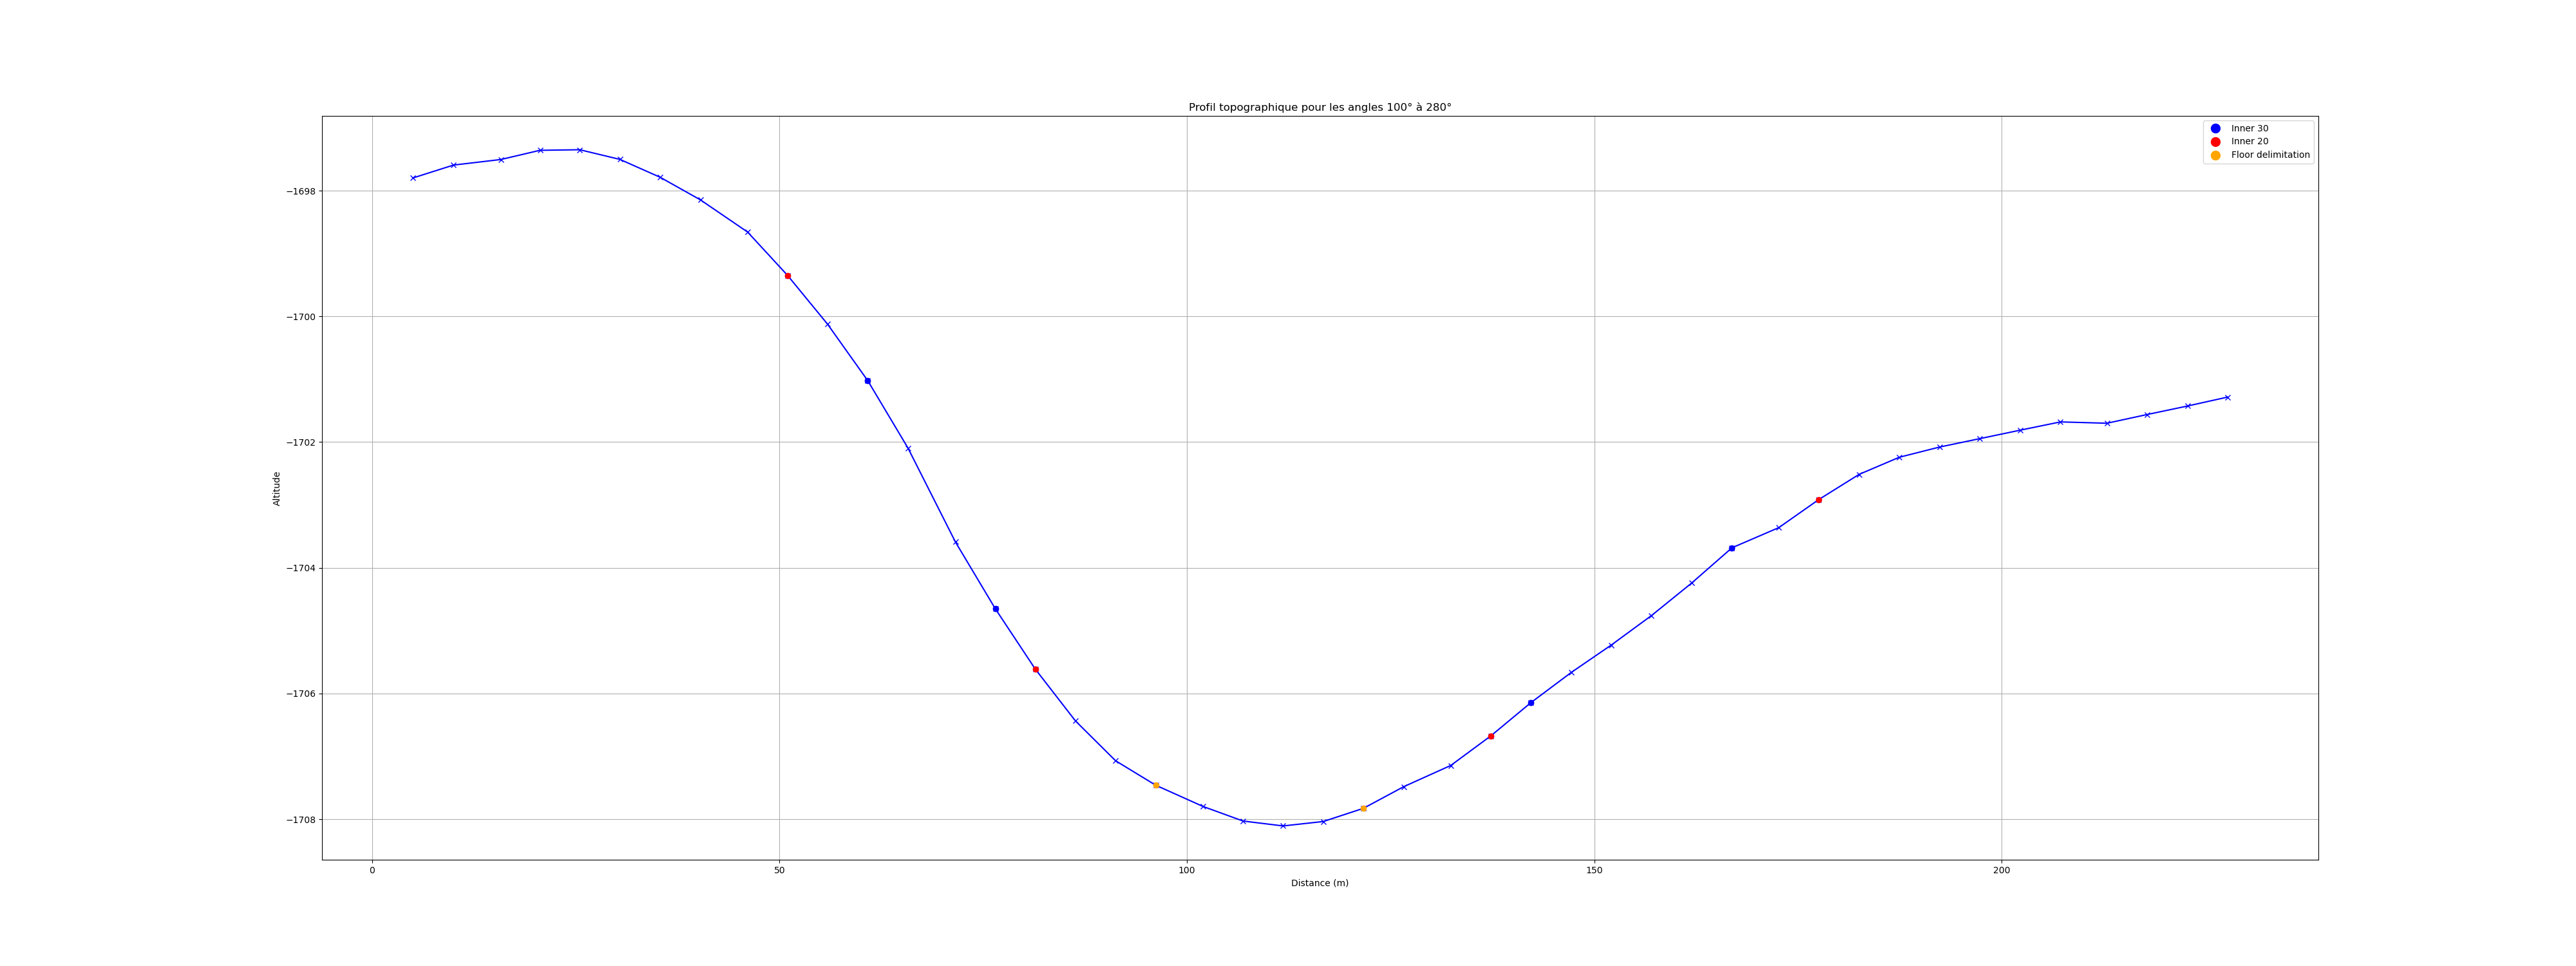 Profil topographique pour les angles 100° à 280°
Inner 30
Inner 20
Floor delimitation
−1698
−1700
−1702
−1704
−1706
−1708
Altitude
0
50
100
150
200
Distance (m)